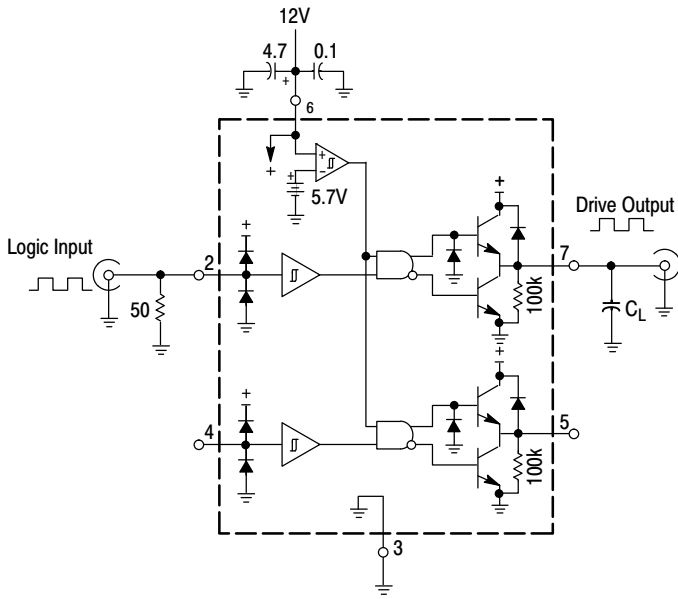 12V
4.7
0.1
+
6
+
+
+
−
5.7V
+
+
Drive Output
Logic Input
2
7
50
100k
CL
+
+
4
5
100k
3